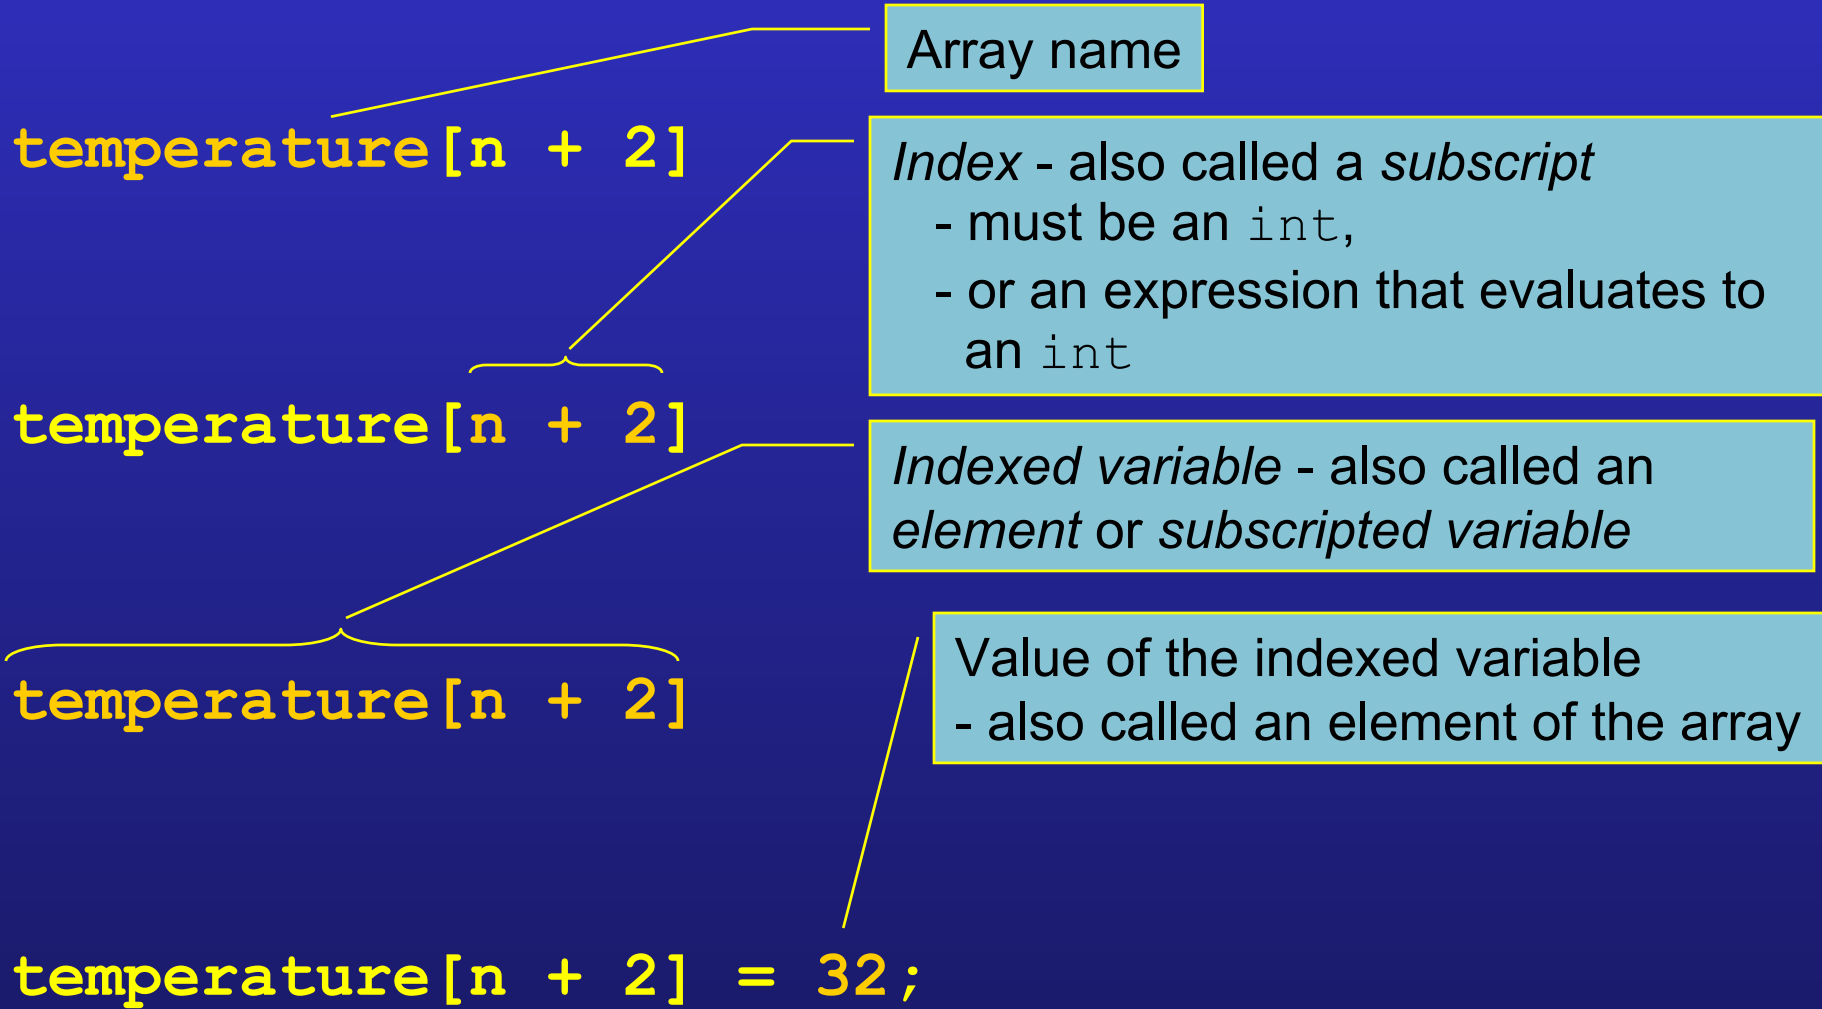 Array name
temperature[n + 2]
Index - also called a subscript
- must be an int,
- or an expression that evaluates to
an int
temperature[n + 2]
Indexed variable - also called an
element or subscripted variable
temperature[n + 2]
Value of the indexed variable
- also called an element of the array
temperature[n + 2] = 32;